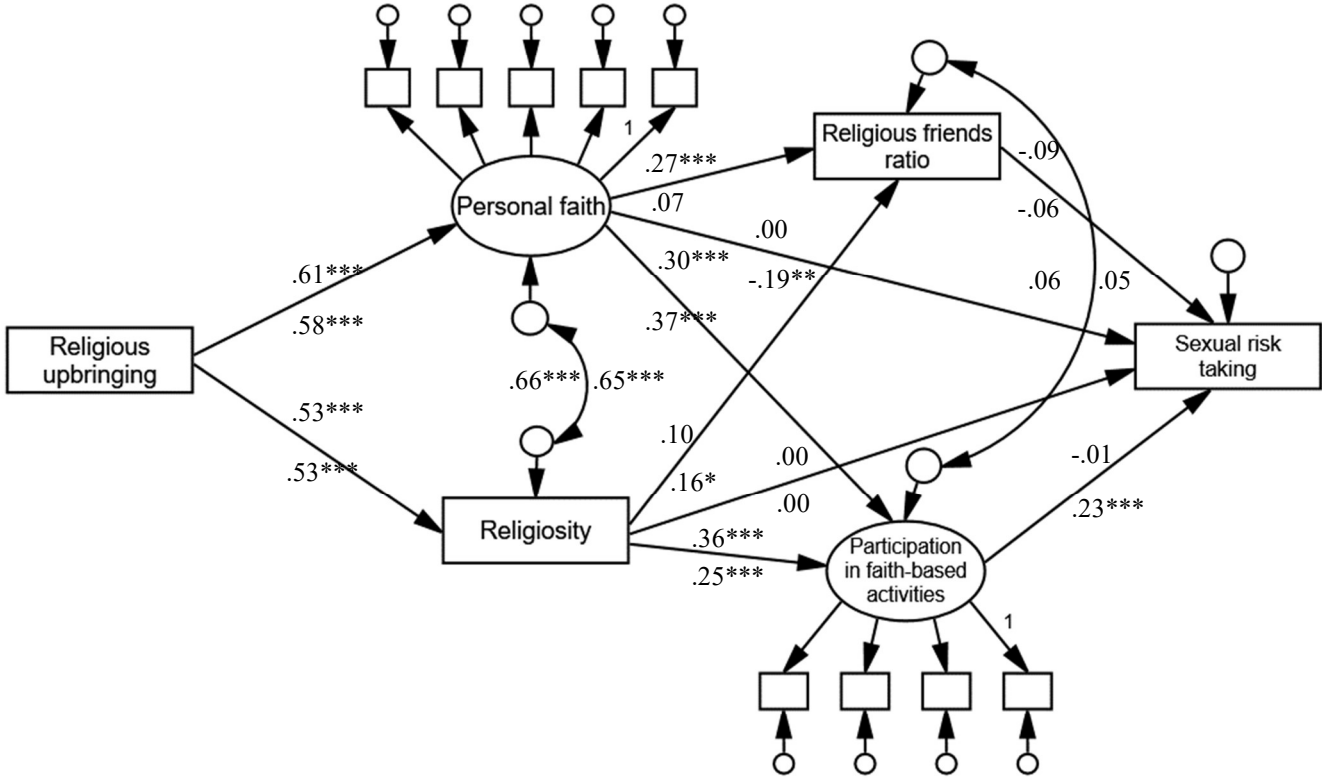 1
Religious friends
ratio
-.09
.27***
Personal faith
.07
-.06
.00
.30***
-.19**
.06
.05
.61***
.58***
.37***
Religious
upbringing
Sexual risk
taking
.66***
.65***
.53***
.10
.00
-.01
.53***
.16*
.00
.23***
Religiosity
.36***
.25***
Participation
in faith-based
activities
1